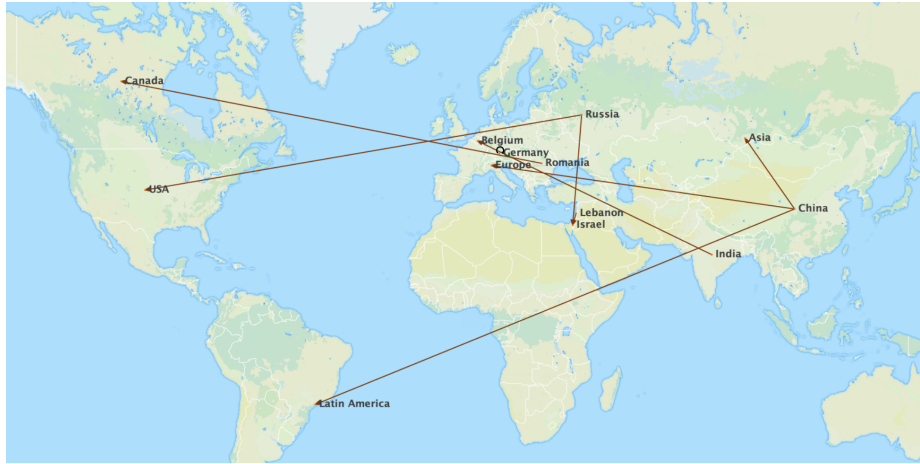 Canada
Russia
Belgium
Asia
Germany
Romania
Europe
USA
China
Lebanon
Israel
India
Latin America